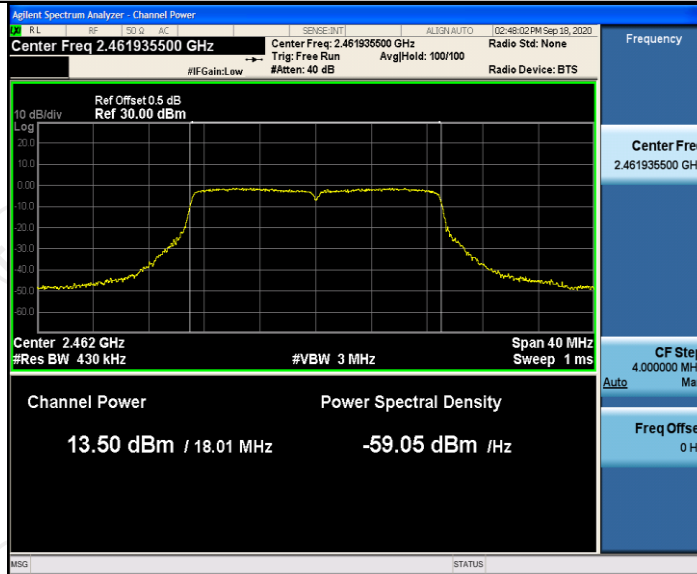 Agilent Spectrum Analyzer - Channel Power
RL RF 50 Ω AC SENSE:INT ALIGN AUTO 02:48:02 PM Sep 18, 2020
Center Freq 2.461935500 GHz
Center Freq: 2.461935500 GHz
Radio Std: None
Trig: Free Run Avg|Hold: 100/100
#IFGain:Low
#Atten: 40 dB
Radio Device: BTS
Frequency
Ref Offset 0.5 dB
10 dB/div Ref 30.00 dBm
Log
20.0
10.0
0.00
-10.0
-20.0
-30.0
-40.0
-50.0
-60.0
Center Fre
2.461935500 GH
Center 2.462 GHz
Span 40 MHz
#Res BW 430 kHz
#VBW 3 MHz
Sweep 1 ms
CF Ste
4.000000 MH
Auto Ma
Channel Power
Power Spectral Density
13.50 dBm / 18.01 MHz
-59.05 dBm /Hz
Freq Offse
0 H
MSG
STATUS